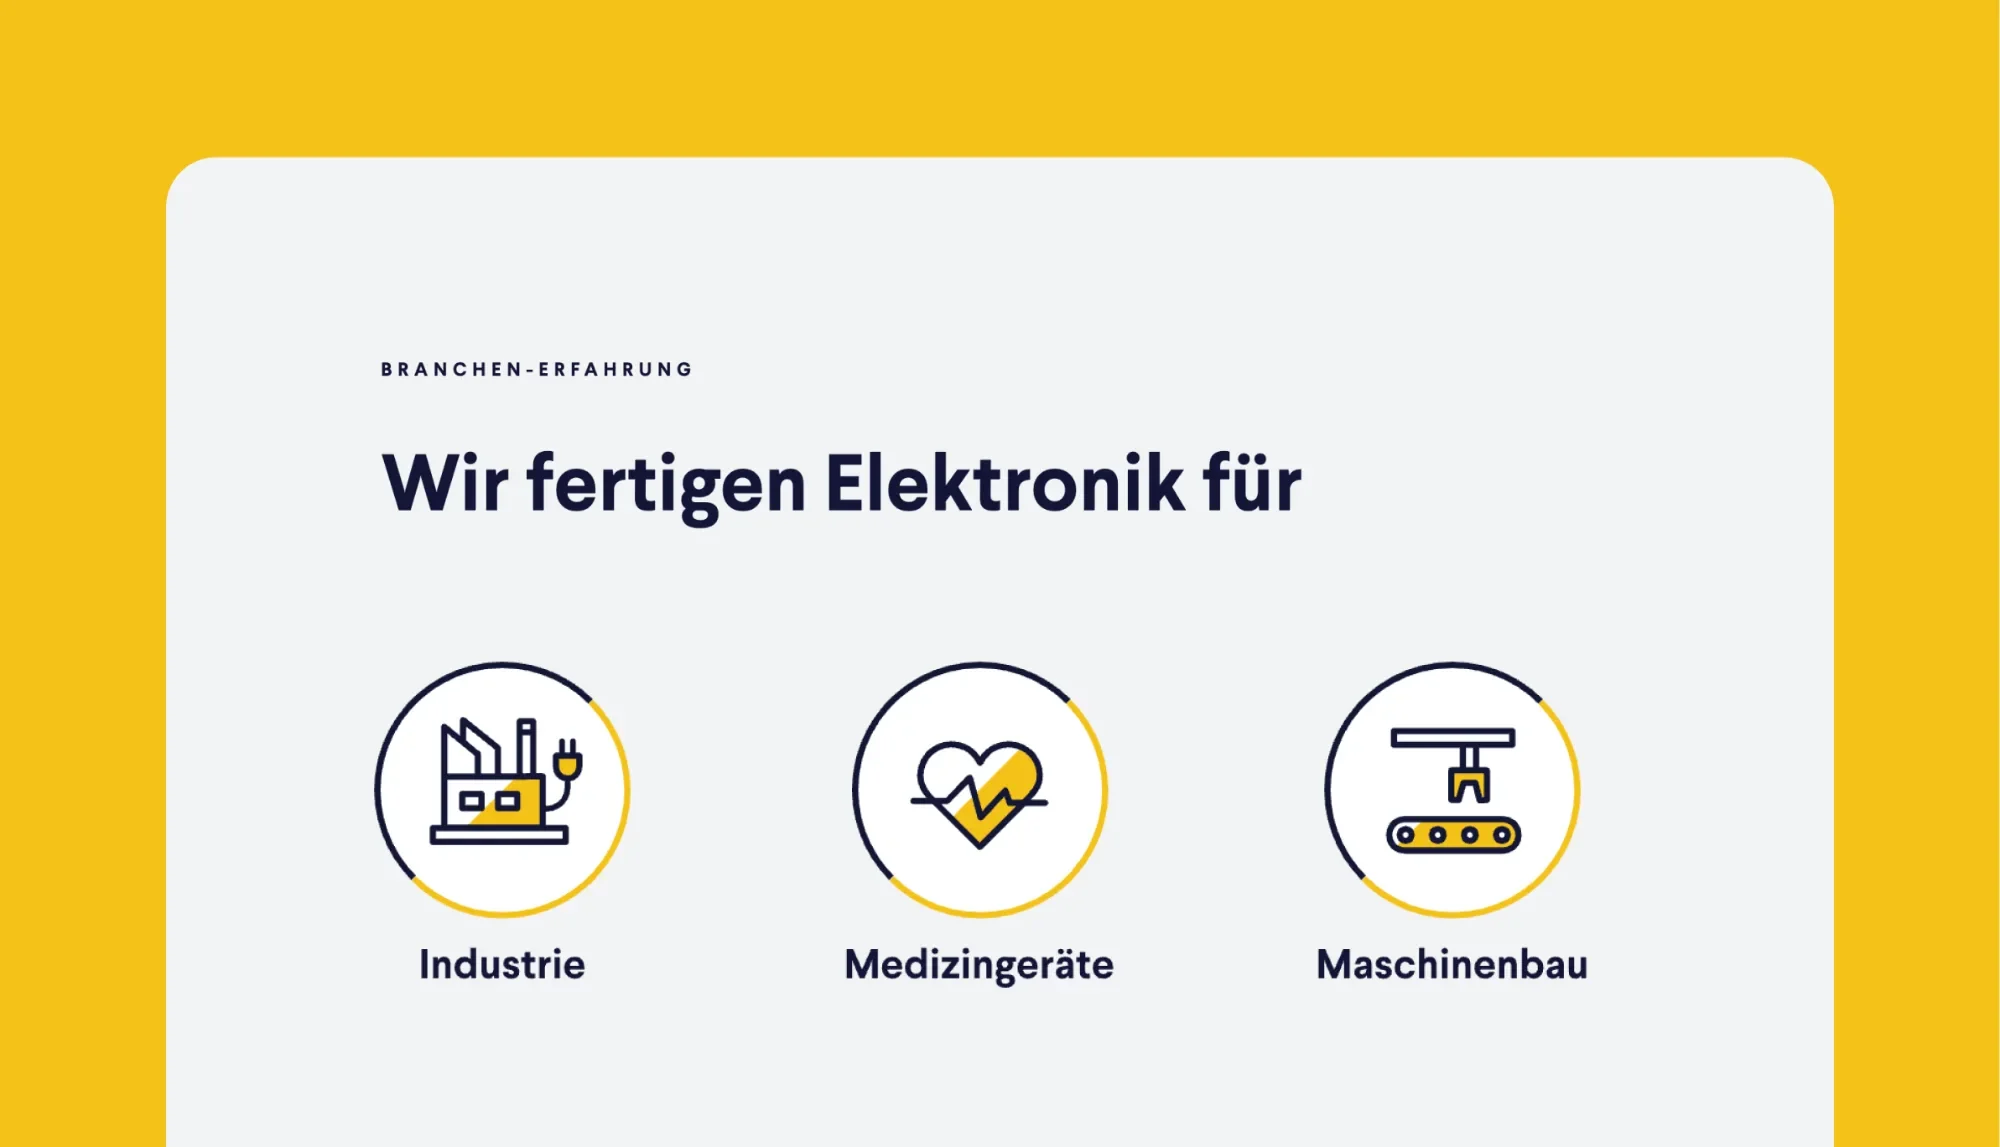 BRANCHEN-ERFAHRUNG
Wir fertigen Elektronik für
Industrie
Medizingeräte
Maschinenbau